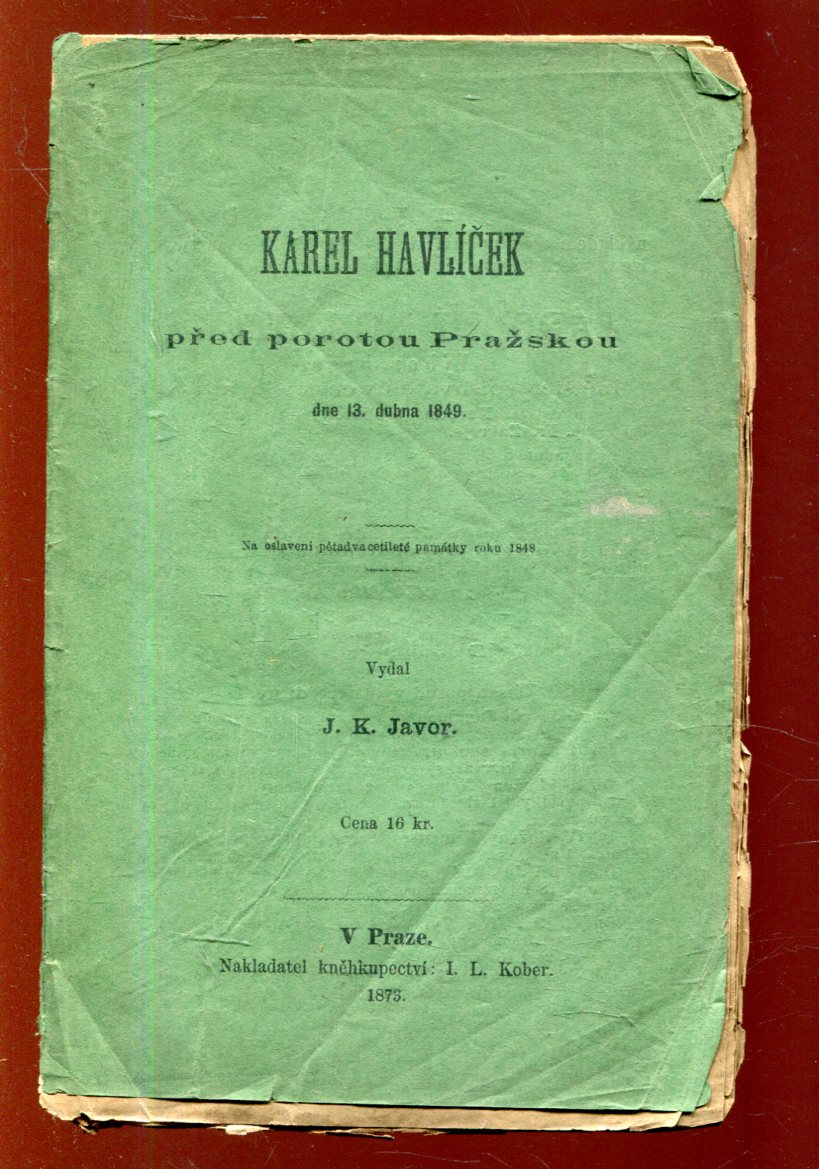 KAREL HAVLÍČEK
před porotou Pražskou
dne 13. dubna 1849.
Na oslavení pětadvacetileté památky roku 1848.
Vydal
J. K. Javor.
Cena 16 kr.
V Praze.
Nakladatel kněhkupectví: I. L. Kober.
1873.